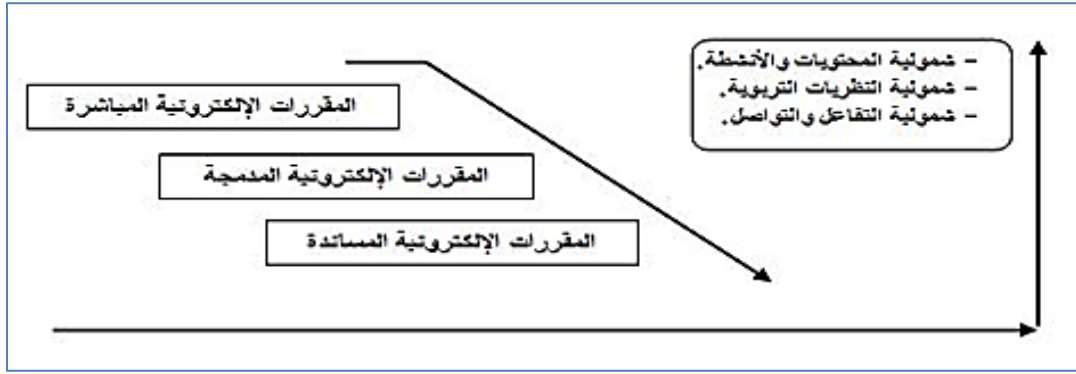 – شمولية المحتويات والأنشطة.
– شمولية النظريات التربوية.
– شمولية التفاعل والتواصل.
المقررات الإلكترونية المباشرة
المقررات الإلكترونية المدمجة
المقررات الإلكترونية المساندة